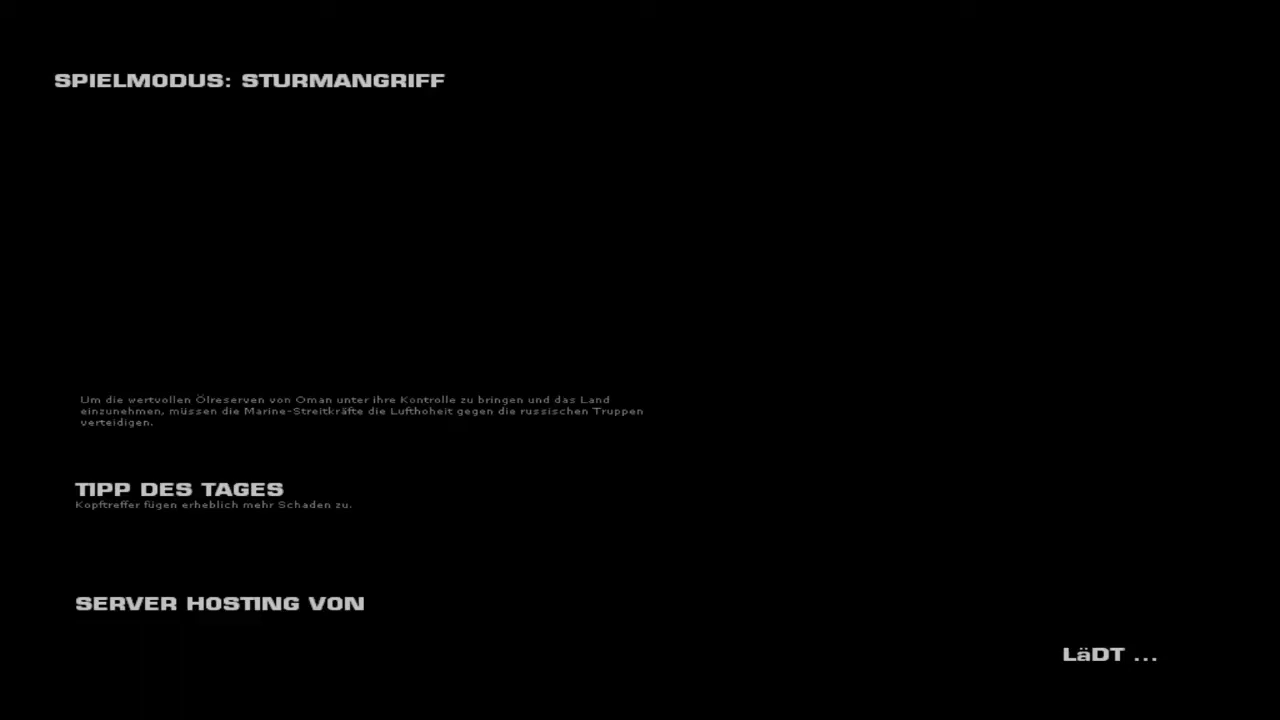 SPIELMODUS: STURMANGRIFF
Um die wertvollen Ölreserven von Oman unter ihre Kontrolle zu bringen und das Land
einzunehmen, müssen die Marine-Streitkräfte die Lufthoheit gegen die russischen Truppen
verteidigen.
TIPP DES TAGES
Kopftreffer fügen erheblich mehr Schaden zu.
SERVER HOSTING VON
LäDT ...